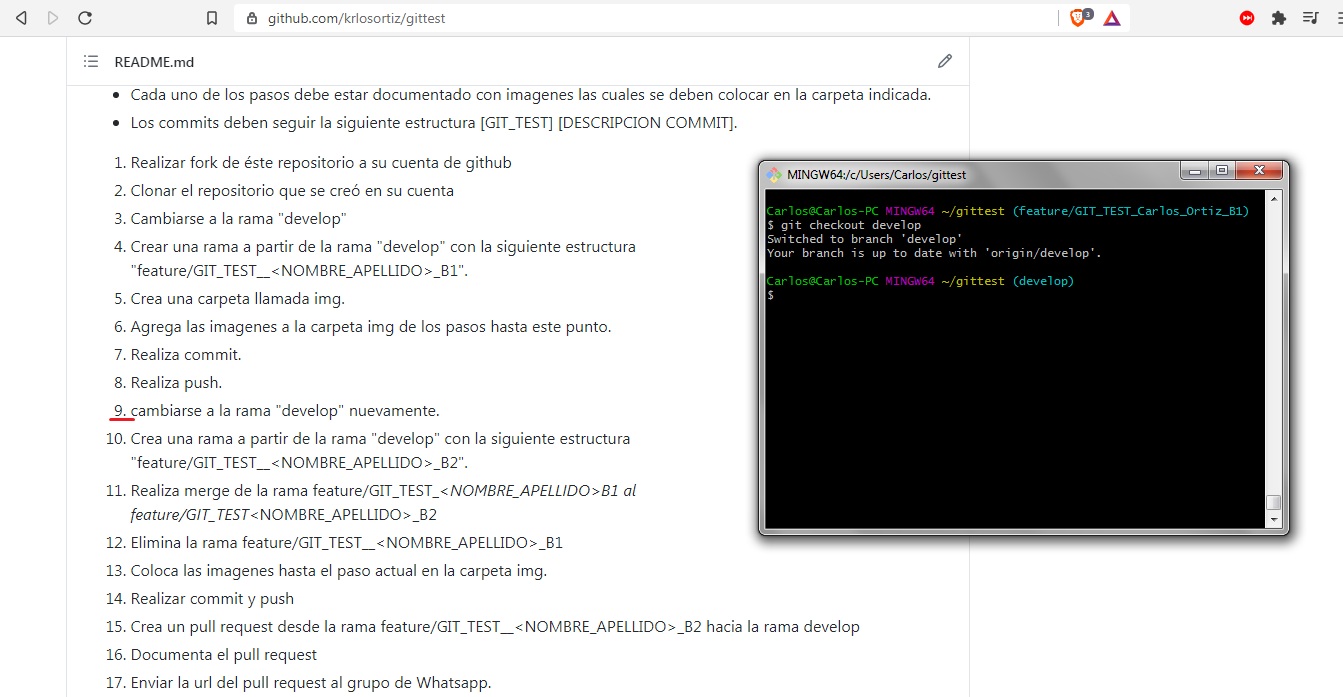 github.com/krlosortiz/gittest
3
README.md
Cada uno de los pasos debe estar documentado con imagenes las cuales se deben colocar en la carpeta indicada.
Los commits deben seguir la siguiente estructura [GIT_TEST] [DESCRIPCION COMMIT].
1. Realizar fork de éste repositorio a su cuenta de github
2. Clonar el repositorio que se creó en su cuenta
3. Cambiarse a la rama "develop"
4. Crear una rama a partir de la rama "develop" con la siguiente estructura
"feature/GIT_TEST__<NOMBRE_APELLIDO>_B1".
5. Crea una carpeta llamada img.
6. Agrega las imagenes a la carpeta img de los pasos hasta este punto.
7. Realiza commit.
8. Realiza push.
9. cambiarse a la rama "develop" nuevamente.
10. Crea una rama a partir de la rama "develop" con la siguiente estructura
"feature/GIT_TEST__<NOMBRE_APELLIDO>_B2".
11. Realiza merge de la rama feature/GIT_TEST_<NOMBRE_APELLIDO>B1 al
feature/GIT_TEST<NOMBRE_APELLIDO>_B2
12. Elimina la rama feature/GIT_TEST__<NOMBRE_APELLIDO>_B1
13. Coloca las imagenes hasta el paso actual en la carpeta img.
14. Realizar commit y push
15. Crea un pull request desde la rama feature/GIT_TEST__<NOMBRE_APELLIDO>_B2 hacia la rama develop
16. Documenta el pull request
17. Enviar la url del pull request al grupo de Whatsapp.
MINGW64:/c/Users/Carlos/gittest
Carlos@Carlos-PC MINGW64 ~/gittest (feature/GIT_TEST_Carlos_Ortiz_B1)
$ git checkout develop
Switched to branch 'develop'
Your branch is up to date with 'origin/develop'.
Carlos@Carlos-PC MINGW64 ~/gittest (develop)
$